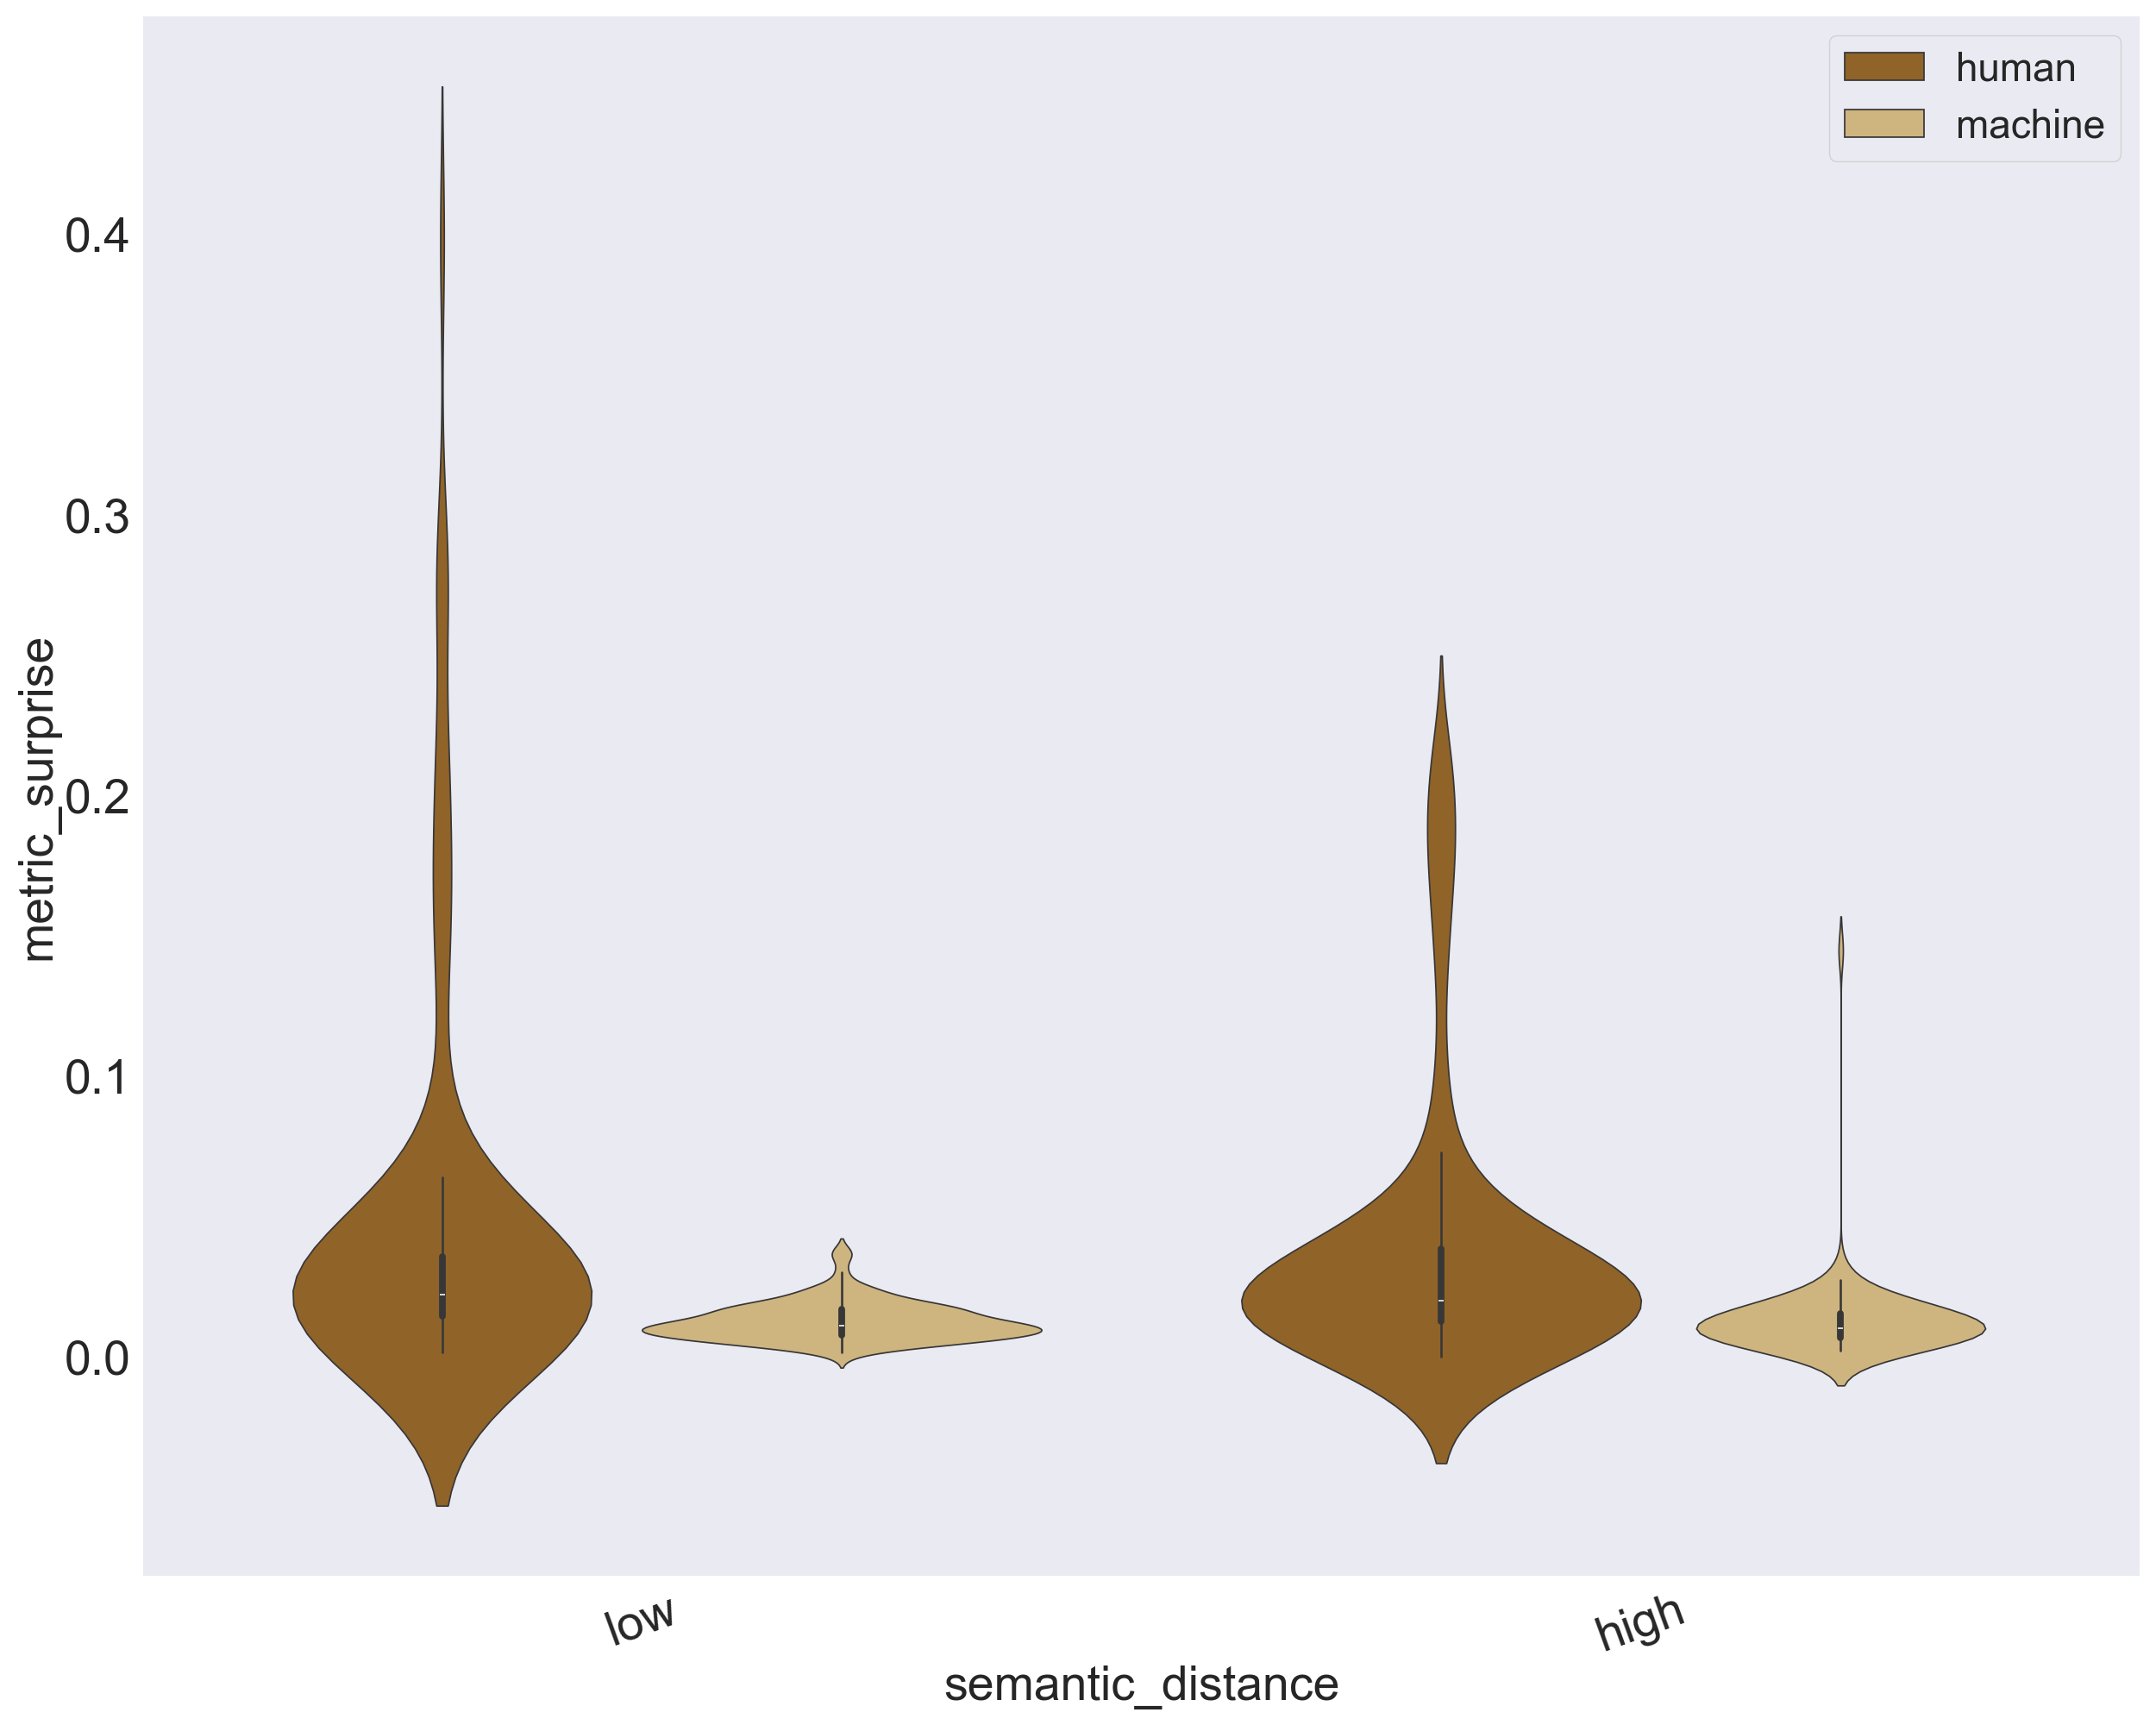 human
machine
0.4
0.3
0.2
0.1
0.0
metric_surprise
low
high
semantic_distance